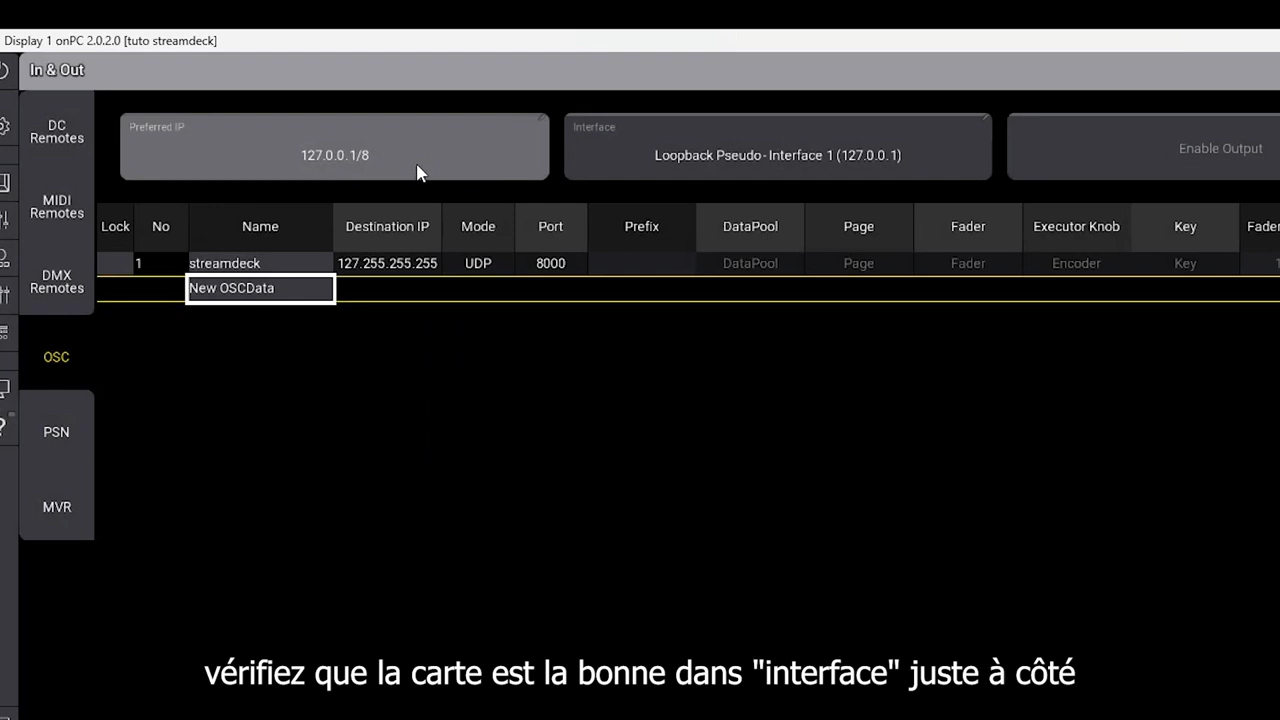 Display 1 onPC 2.0.2.0 [tuto streamdeck]
In & Out
DC
Remotes
MIDI
Remotes
DMX
Remotes
OSC
PSN
MVR
Preferred IP
127.0.0.1/8
Interface
Loopback Pseudo-Interface 1 (127.0.0.1)
Enable Output
Lock No Name Destination IP Mode Port Prefix DataPool Page Fader Executor Knob Key Fader
1 streamdeck 127.255.255.255 UDP 8000 DataPool Page Fader Encoder Key 1
New OSCData
vérifiez que la carte est la bonne dans "interface" juste à côté